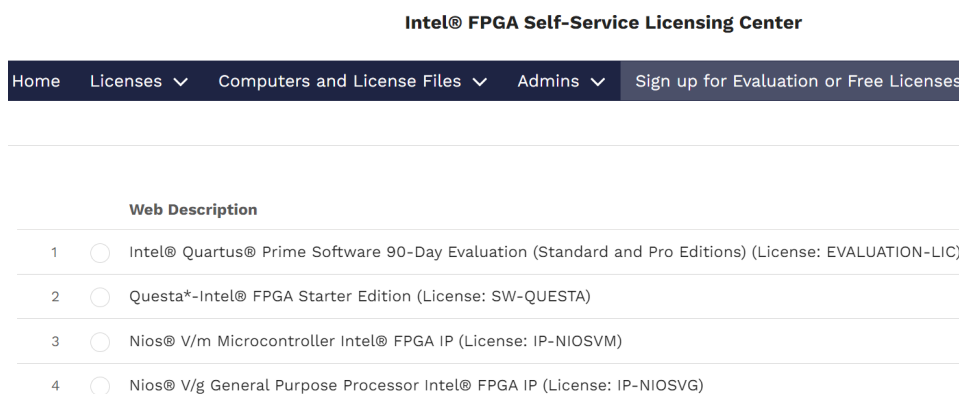 Intel® FPGA Self-Service Licensing Center
Home Licenses Computers and License Files Admins Sign up for Evaluation or Free Licenses
Web Description
1 Intel® Quartus® Prime Software 90-Day Evaluation (Standard and Pro Editions) (License: EVALUATION-LIC)
2 Questa*-Intel® FPGA Starter Edition (License: SW-QUESTA)
3 Nios® V/m Microcontroller Intel® FPGA IP (License: IP-NIOSVM)
4 Nios® V/g General Purpose Processor Intel® FPGA IP (License: IP-NIOSVG)